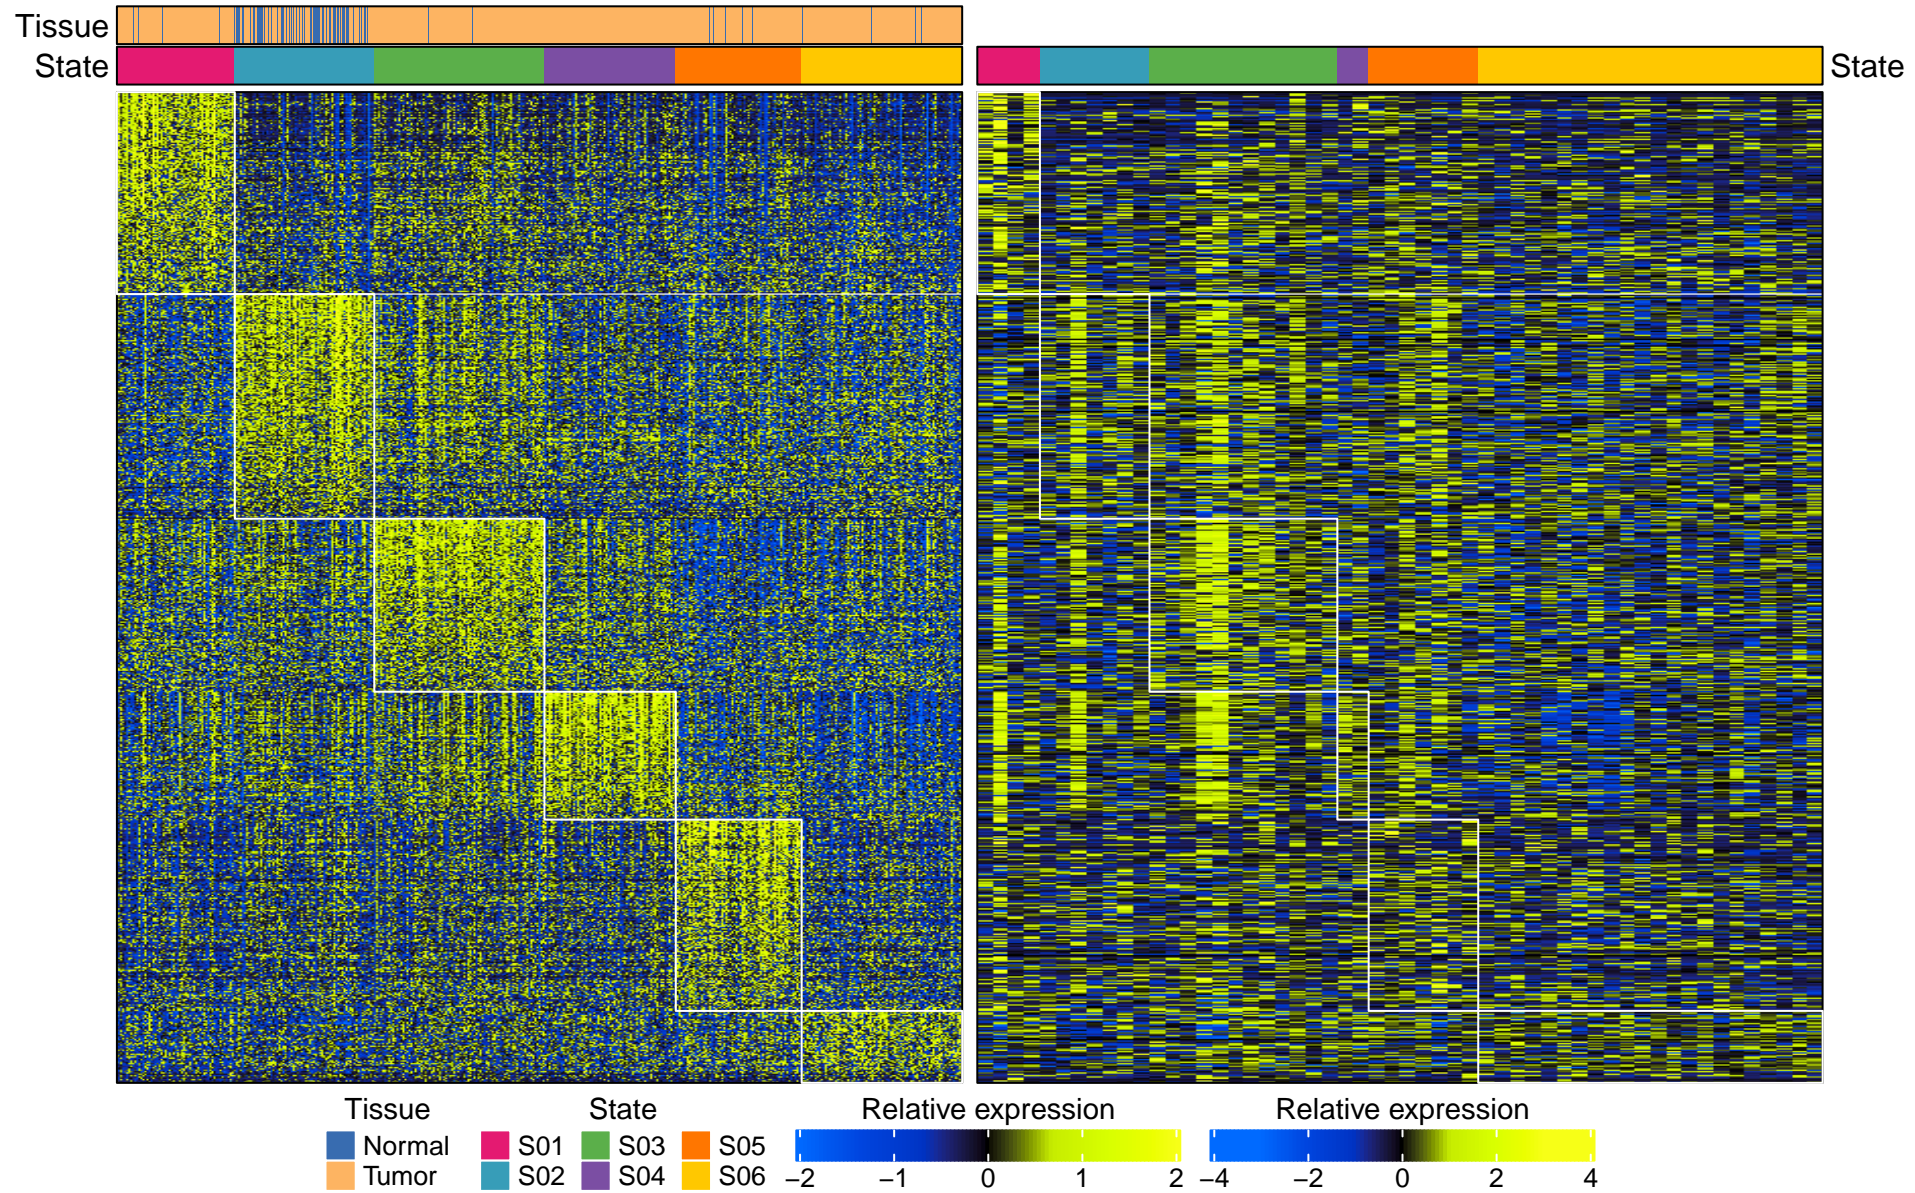 Tissue
State
State
Tissue
State
Relative expression
Relative expression
Normal
S01
S03
S05
Tumor
S02
S04
S06
−2 −1 0 1 2
−4 −2 0 2 4